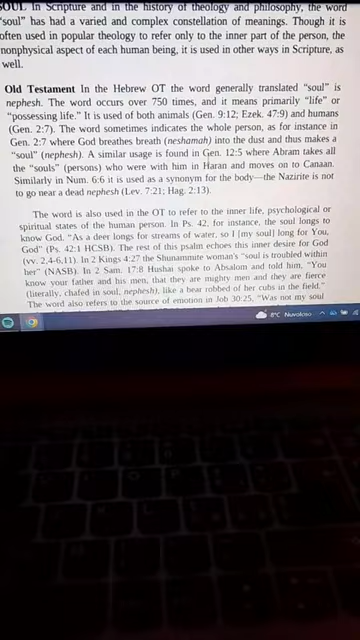 SOUL In Scripture and in the history of theology and philosophy, the word
"soul" has had a varied and complex constellation of meanings. Though it is
often used in popular theology to refer only to the inner part of the person, the
nonphysical aspect of each human being, it is used in other ways in Scripture, as
well.
Old Testament In the Hebrew OT the word generally translated "soul" is
nephesh. The word occurs over 750 times, and it means primarily "life" or
"possessing life." It is used of both animals (Gen. 9:12; Ezek. 47:9) and humans
(Gen. 2:7). The word sometimes indicates the whole person, as for instance in
Gen. 2:7 where God breathes breath (neshamah) into the dust and thus makes a
"soul" (nephesh). A similar usage is found in Gen. 12:5 where Abram takes all
the "souls" (persons) who were with him in Haran and moves on to Canaan.
Similarly in Num. 6:6 it is used as a synonym for the body—the Nazirite is not
to go near a dead nephesh (Lev. 7:21; Hag. 2:13).
The word is also used in the OT to refer to the inner life, psychological or
spiritual states of the human person. In Ps. 42, for instance, the soul longs to
know God. "As a deer longs for streams of water, so I [my soul] long for You,
God" (Ps. 42:1 HCSB). The rest of this psalm echoes this inner desire for God
(vv. 2,4-6,11). In 2 Kings 4:27 the Shunammite woman's "soul is troubled within
her" (NASB). In 2 Sam. 17:8 Hushai spoke to Absalom and told him, "You
know your father and his men, that they are mighty men and they are fierce
(literally, chafed in soul, nephesh), like a bear robbed of her cubs in the field."
The word also refers to the source of emotion in Job 30:25, "Was not my soul
8°C Nuvoloso